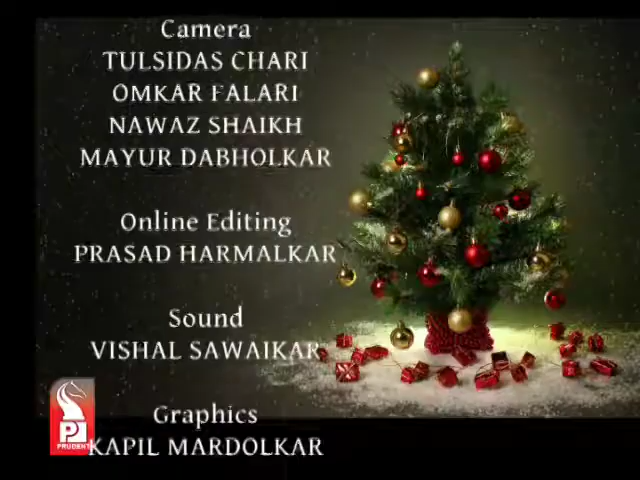 Camera
TULSIDAS CHARI
OMKAR FALARI
NAWAZ SHAIKH
MAYUR DABHOLKAR
Online Editing
PRASAD HARMALKAR
Sound
VISHAL SAWAIKAR
Graphics
PRUDENT
KAPIL MARDOLKAR